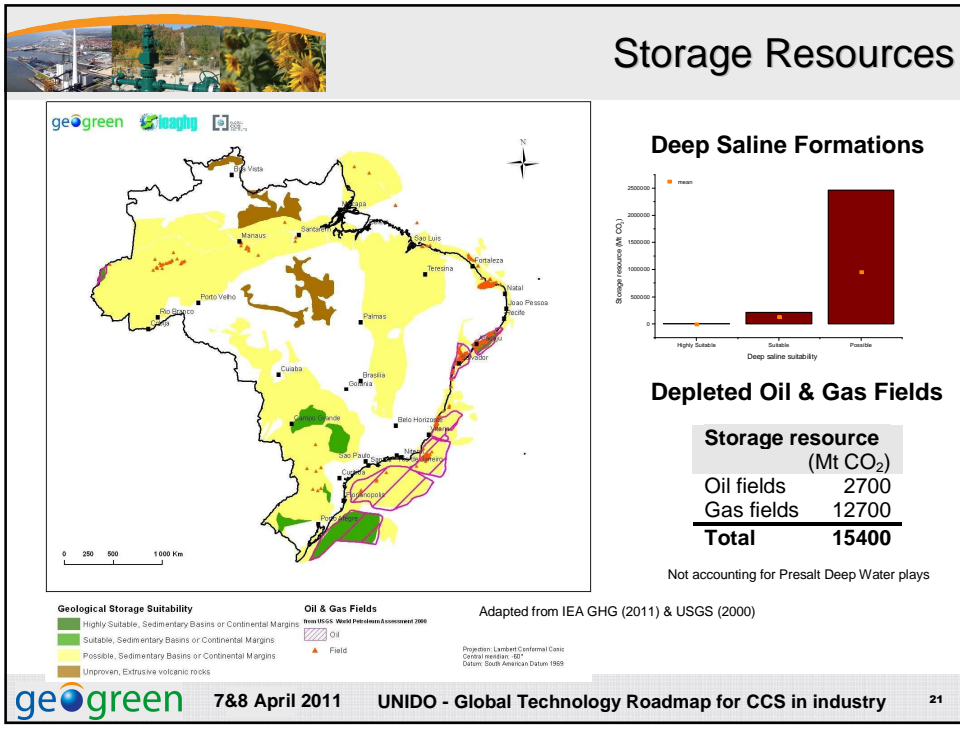 Storage Resources
geogreen
ieaghg
N
Boa Vista
Macapa
Manaus
Santarem
Sao Luis
Fortaleza
Teresina
Natal
Joao Pessoa
Recife
Porto Velho
Rio Branco
Palmas
Cuiaba
Brasilia
Goiania
Campo Grande
Belo Horizonte
Sao Paulo
Curitiba
Florianopolis
Porto Alegre
0 250 500 1 000 Km
Geological Storage Suitability
Highly Suitable, Sedimentary Basins or Continental Margins
Suitable, Sedimentary Basins or Continental Margins
Possible, Sedimentary Basins or Continental Margins
Unproven, Extrusive volcanic rocks
Oil & Gas Fields
from USGS World Petroleum Assessment 2000
Oil
Field
Adapted from IEA GHG (2011) & USGS (2000)
Projection: Lambert Conformal Conic
Central meridian: -60°
Datum: South American Datum 1969
Deep Saline Formations
mean
Storage resource (Mt CO₂)
2500000
2000000
1500000
1000000
500000
0
Highly Suitable Suitable Possible
Deep saline suitability
Depleted Oil & Gas Fields
Storage resource
(Mt CO₂)
Oil fields 2700
Gas fields 12700
Total 15400
Not accounting for Presalt Deep Water plays
geogreen 7&8 April 2011 UNIDO - Global Technology Roadmap for CCS in industry 21